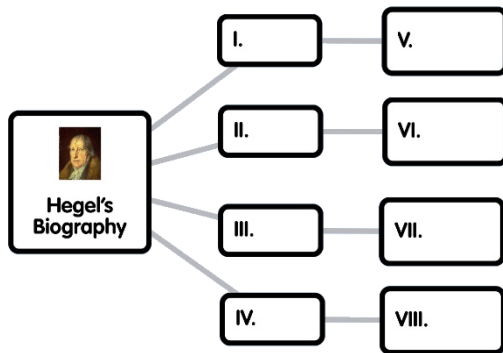 I.
V.
II.
VI.
Hegel's
Biography
III.
VII.
IV.
VIII.